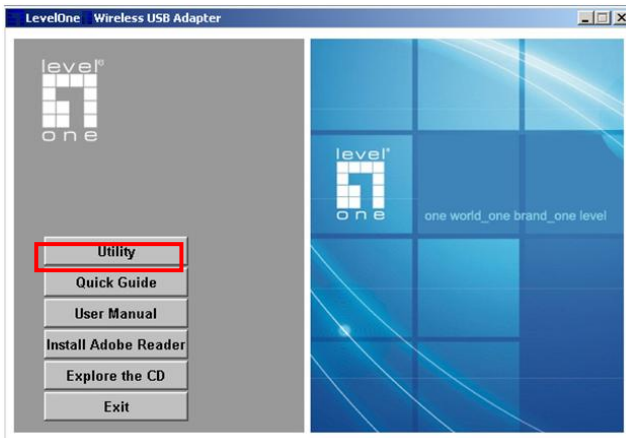 LevelOne Wireless USB Adapter
level
one
level
one
one world_one brand_one level
Utility
Quick Guide
User Manual
Install Adobe Reader
Explore the CD
Exit